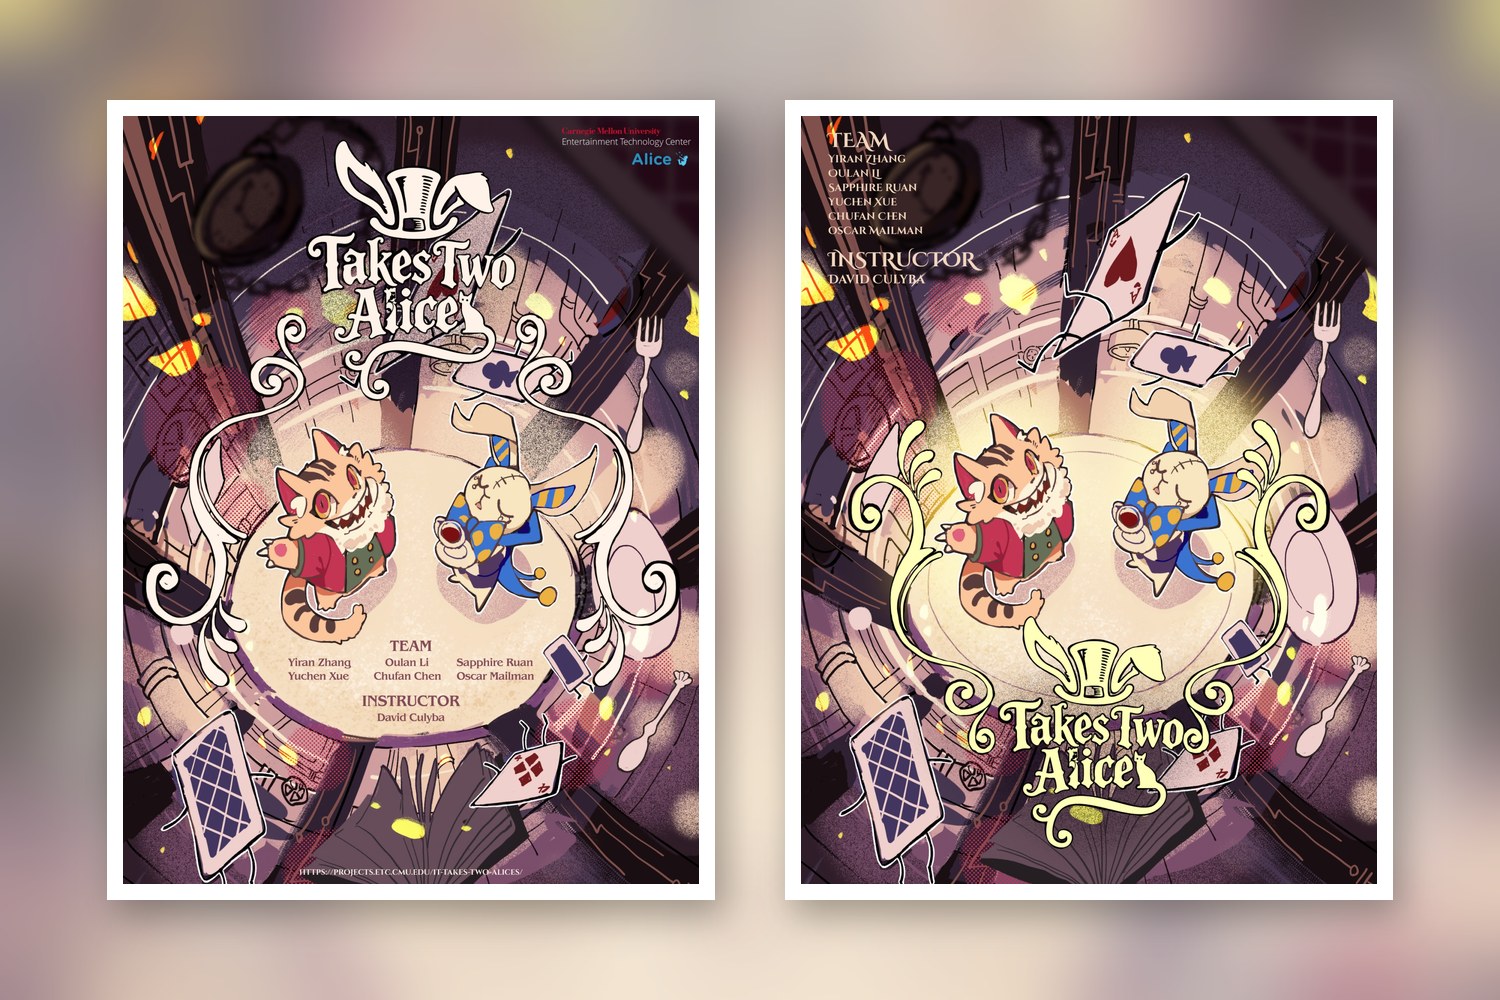 Carnegie Mellon University
Entertainment Technology Center
Alice
Takes Two
Alice
TEAM
Yiran Zhang Oulan Li Sapphire Ruan
Yuchen Xue Chufan Chen Oscar Mailman
INSTRUCTOR
David Culyba
HTTPS://PROJECTS.ETC.CMU.EDU/IT-TAKES-TWO-ALICES/
TEAM
YIRAN ZHANG
OULAN LI
SAPPHIRE RUAN
YUCHEN XUE
CHUFAN CHEN
OSCAR MAILMAN
INSTRUCTOR
DAVID CULYBA
Takes Two
Alice